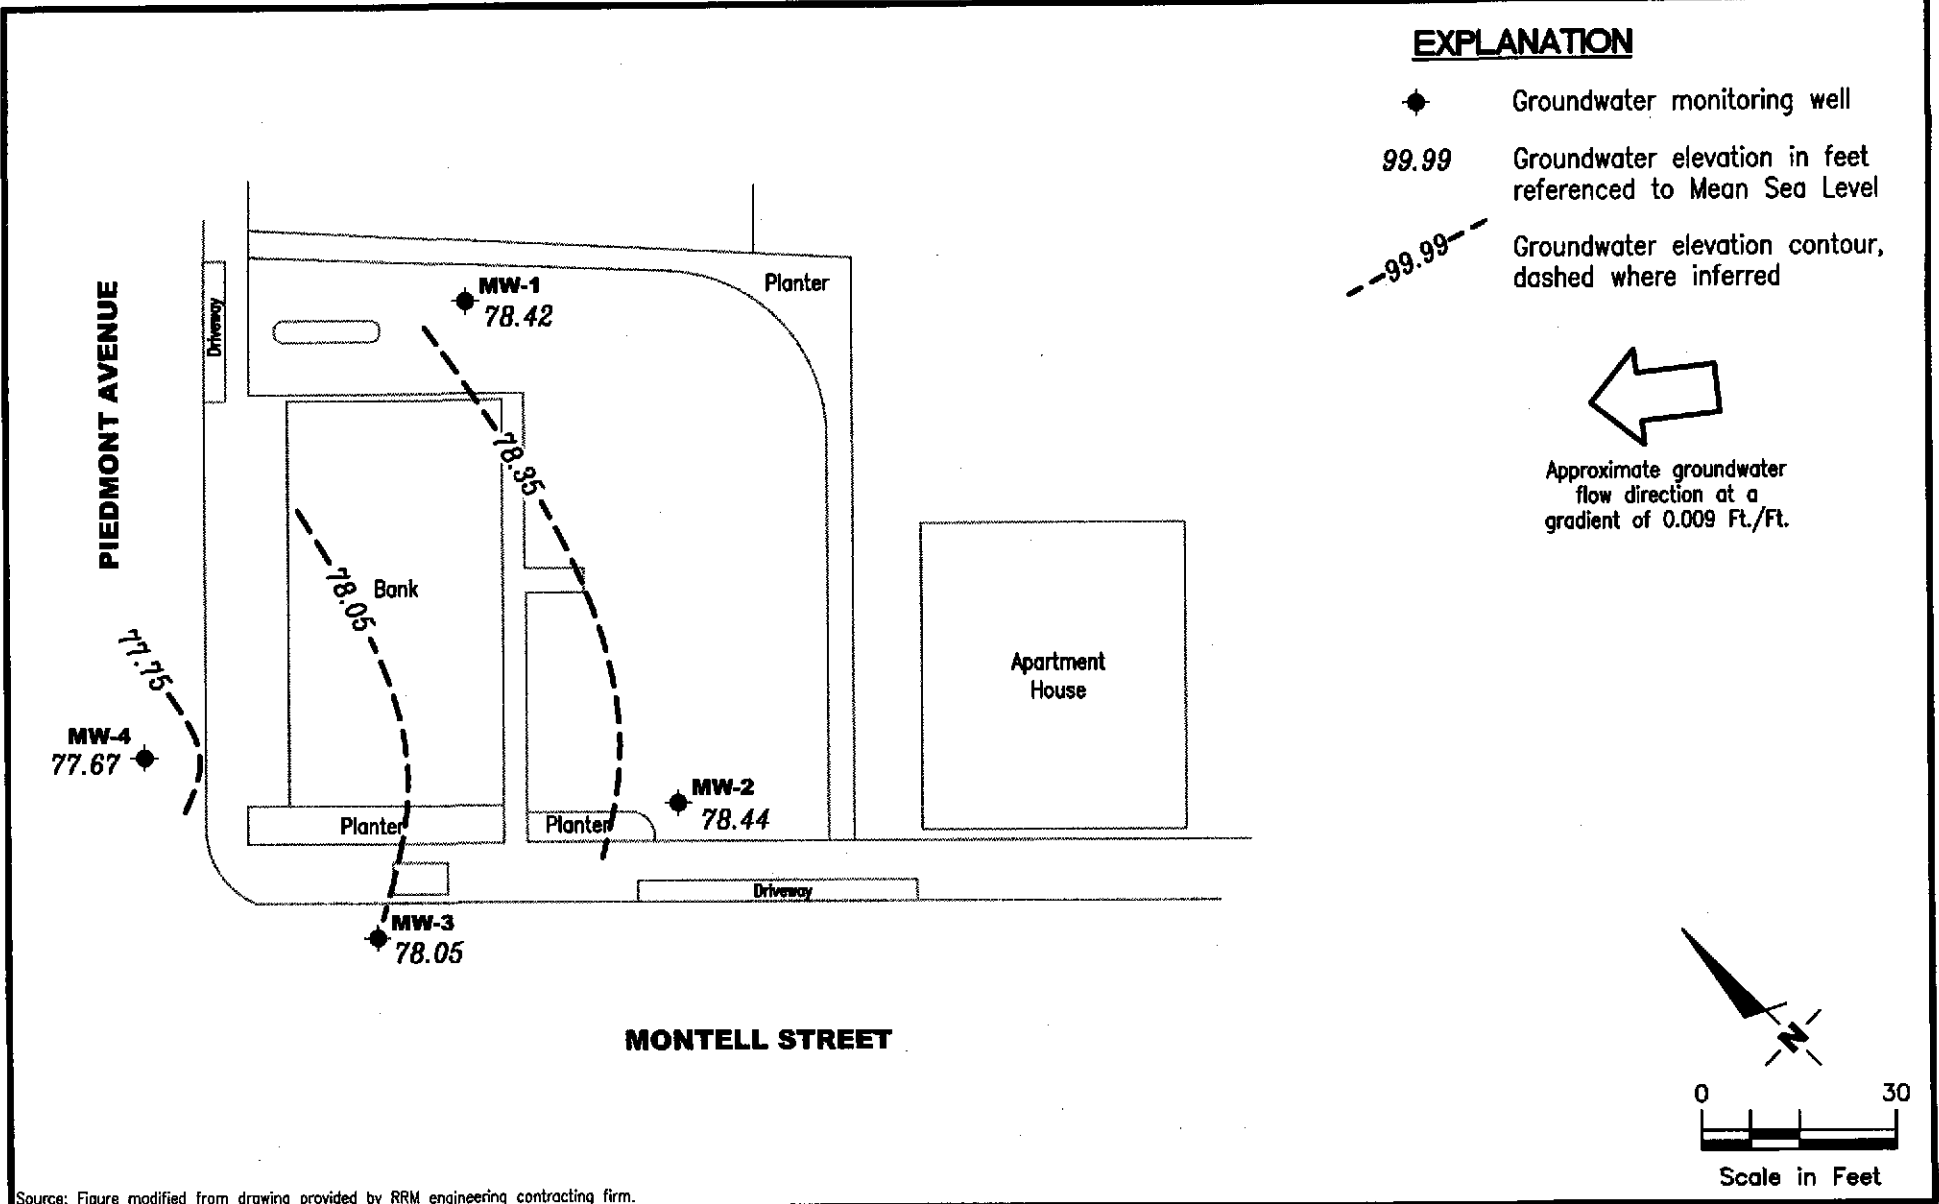 EXPLANATION
Groundwater monitoring well
99.99 Groundwater elevation in feet
referenced to Mean Sea Level
99.99 Groundwater elevation contour,
dashed where inferred
Approximate groundwater
flow direction at a
gradient of 0.009 Ft./Ft.
PIEDMONT AVENUE
Driveway
MW-1
78.42
Planter
78.35
78.05
Bank
77.75
MW-4
77.67
Apartment
House
MW-2
78.44
Planter
Planter
Driveway
MW-3
78.05
MONTELL STREET
N
0 30
Scale in Feet
Source: Figure modified from drawing provided by RRM engineering contracting firm.